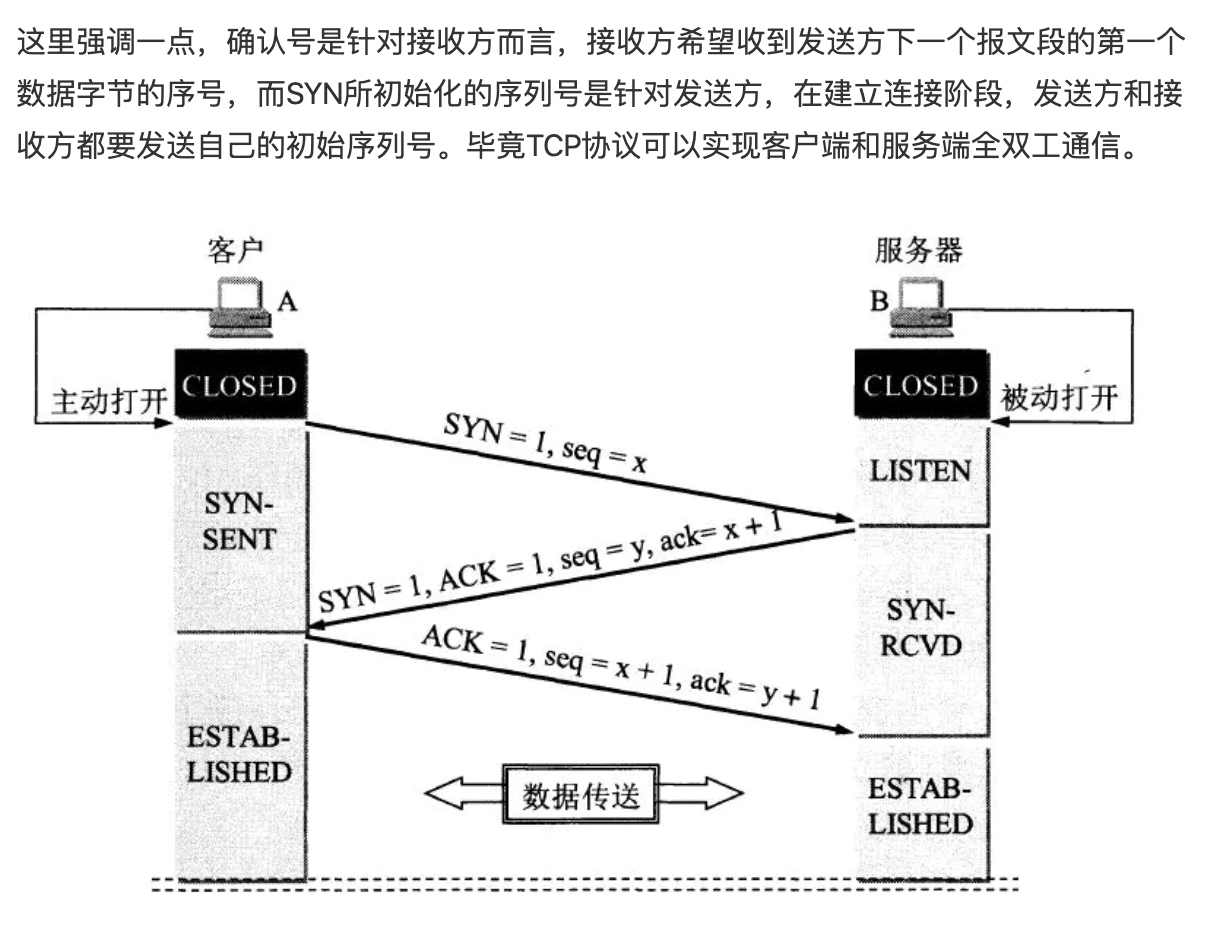 这里强调一点，确认号是针对接收方而言，接收方希望收到发送方下一个报文段的第一个
数据字节的序号，而SYN所初始化的序列号是针对发送方，在建立连接阶段，发送方和接
收方都要发送自己的初始序列号。毕竟TCP协议可以实现客户端和服务端全双工通信。
客户
服务器
A
B
CLOSED
CLOSED
主动打开
被动打开
SYN = 1, seq = x
LISTEN
SYN-
SENT
SYN = 1, ACK = 1, seq = y, ack= x + 1
SYN-
RCVD
ACK = 1, seq = x + 1, ack = y + 1
ESTAB-
LISHED
数据传送
ESTAB-
LISHED